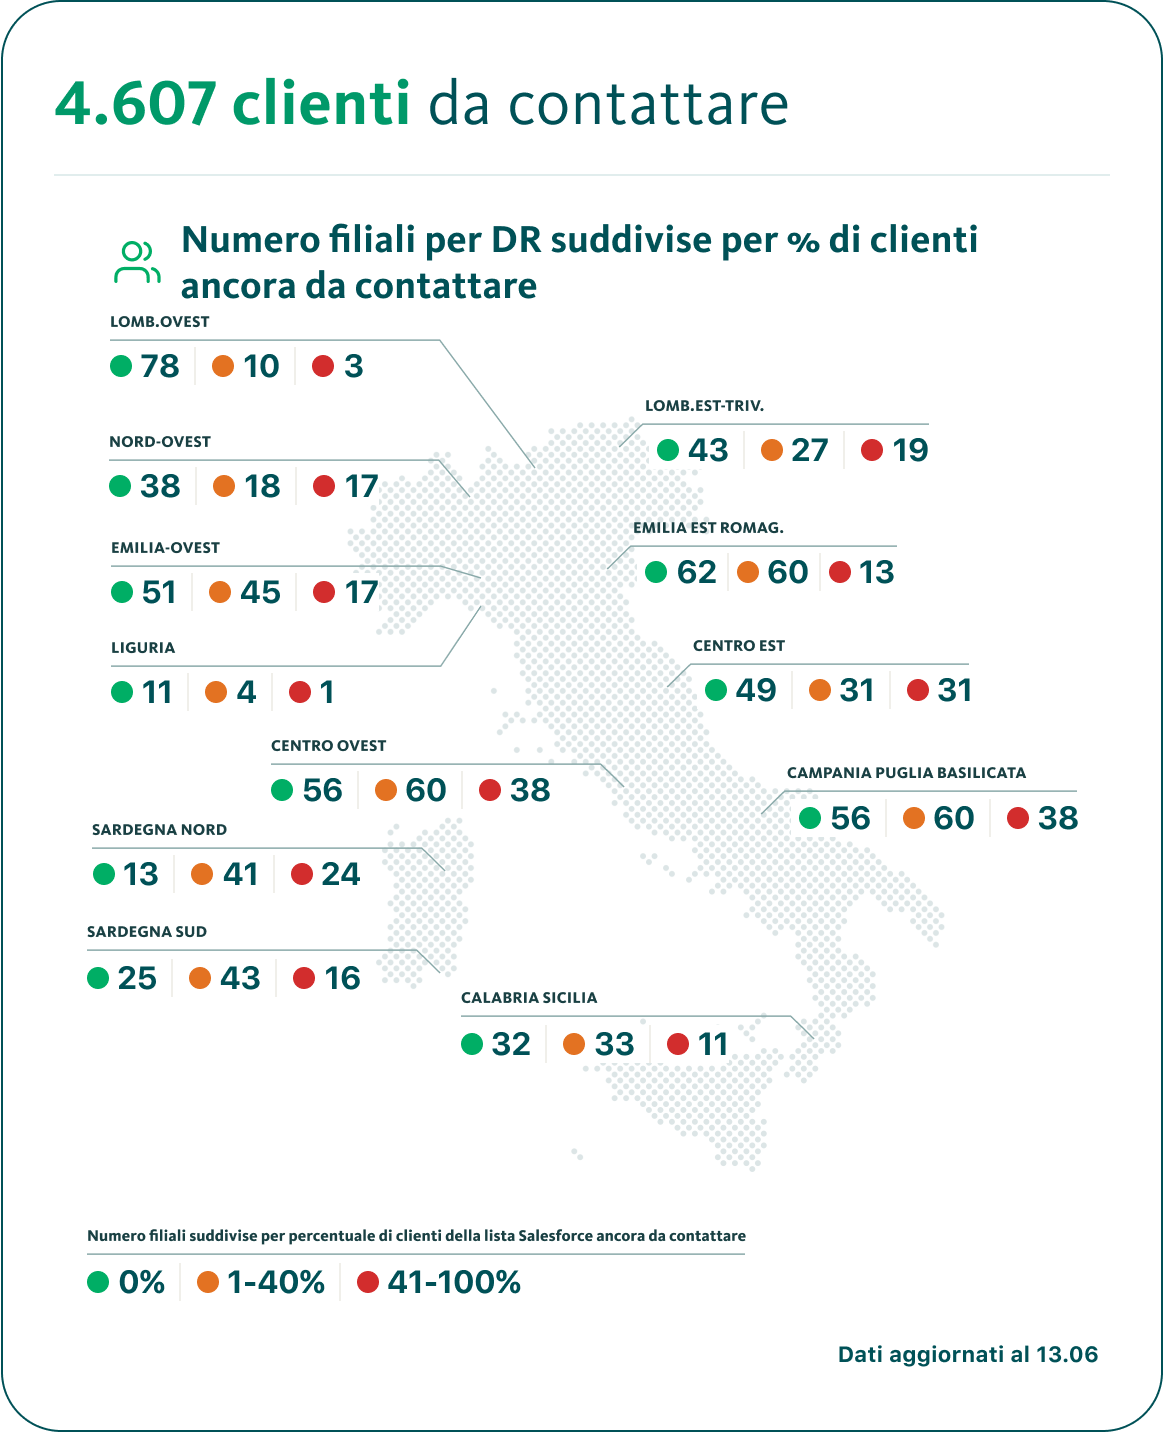 4.607 clienti da contattare
Numero filiali per DR suddivise per % di clienti
ancora da contattare
LOMB.OVEST
78 10 3
LOMB.EST-TRIV.
43 27 19
NORD-OVEST
38 18 17
EMILIA EST ROMAG.
62 60 13
EMILIA-OVEST
51 45 17
CENTRO EST
49 31 31
LIGURIA
11 4 1
CENTRO OVEST
56 60 38
CAMPANIA PUGLIA BASILICATA
56 60 38
SARDEGNA NORD
13 41 24
SARDEGNA SUD
25 43 16
CALABRIA SICILIA
32 33 11
Numero filiali suddivise per percentuale di clienti della lista Salesforce ancora da contattare
0% 1-40% 41-100%
Dati aggiornati al 13.06